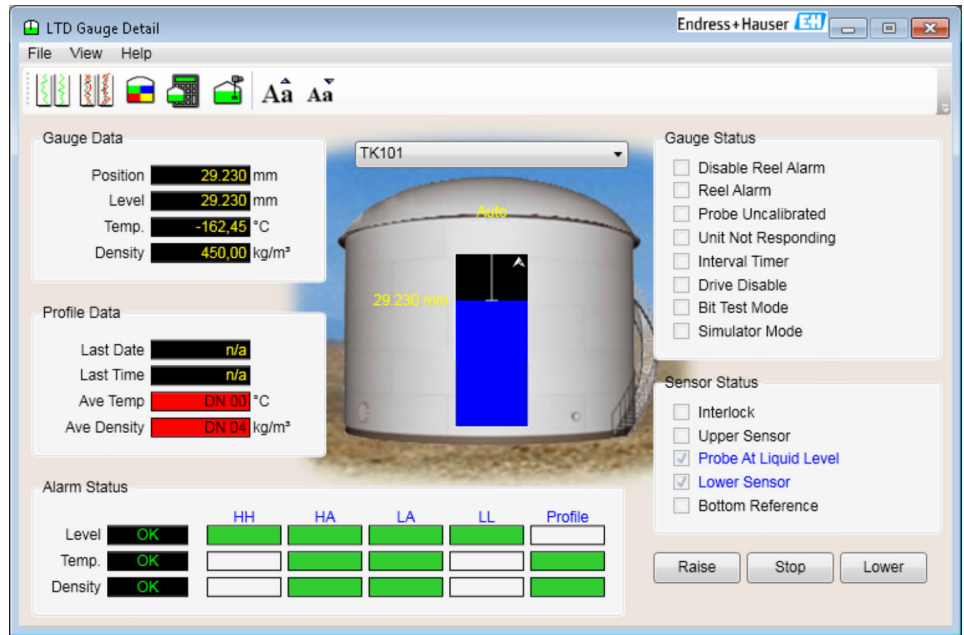 LTD Gauge Detail
Endress+Hauser EH
File View Help
Aâ Aǎ
Gauge Data
Position 29.230 mm
Level 29.230 mm
Temp. -162,45 °C
Density 450,00 kg/m³
Profile Data
Last Date n/a
Last Time n/a
Ave Temp DN 00 °C
Ave Density DN 04 kg/m³
TK101
Auto
29.230 mm
Gauge Status
Disable Reel Alarm
Reel Alarm
Probe Uncalibrated
Unit Not Responding
Interval Timer
Drive Disable
Bit Test Mode
Simulator Mode
Sensor Status
Interlock
Upper Sensor
Probe At Liquid Level
Lower Sensor
Bottom Reference
Alarm Status
HH HA LA LL Profile
Level OK
Temp. OK
Density OK
Raise Stop Lower